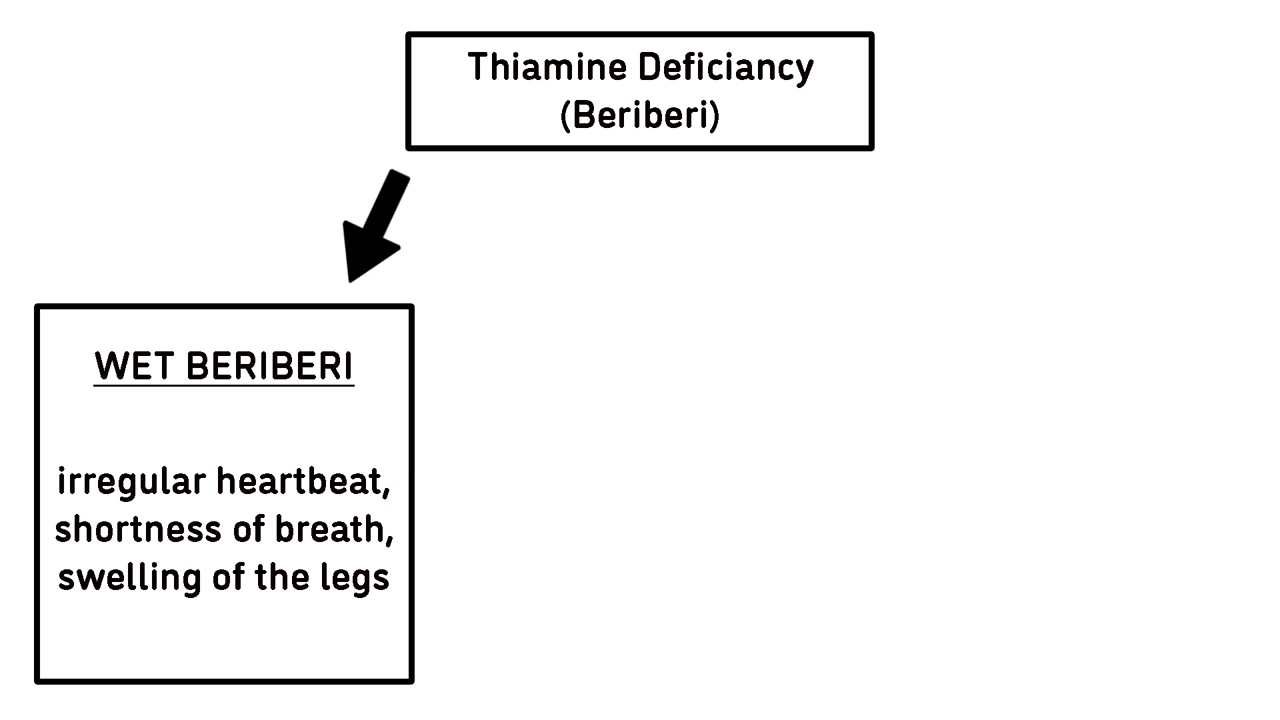 Thiamine Deficiancy
(Beriberi)
WET BERIBERI
irregular heartbeat,
shortness of breath,
swelling of the legs